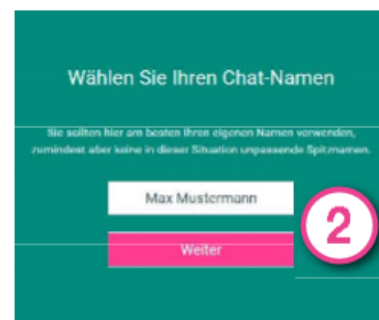 Wählen Sie Ihren Chat-Namen
Sie sollten hier am besten Ihren eigenen Namen verwenden,
zumindest aber keine in dieser Situation unpassende Spitznamen.
Max Mustermann
2
Weiter